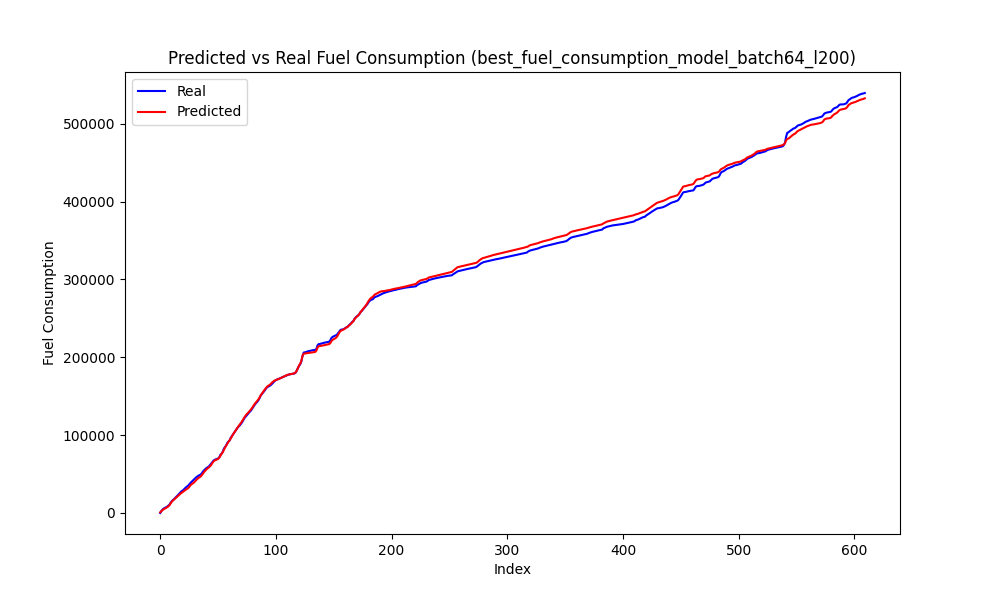 Predicted vs Real Fuel Consumption (best_fuel_consumption_model_batch64_l200)
Real
Predicted
500000
400000
300000
200000
100000
0
Fuel Consumption
0 100 200 300 400 500 600
Index